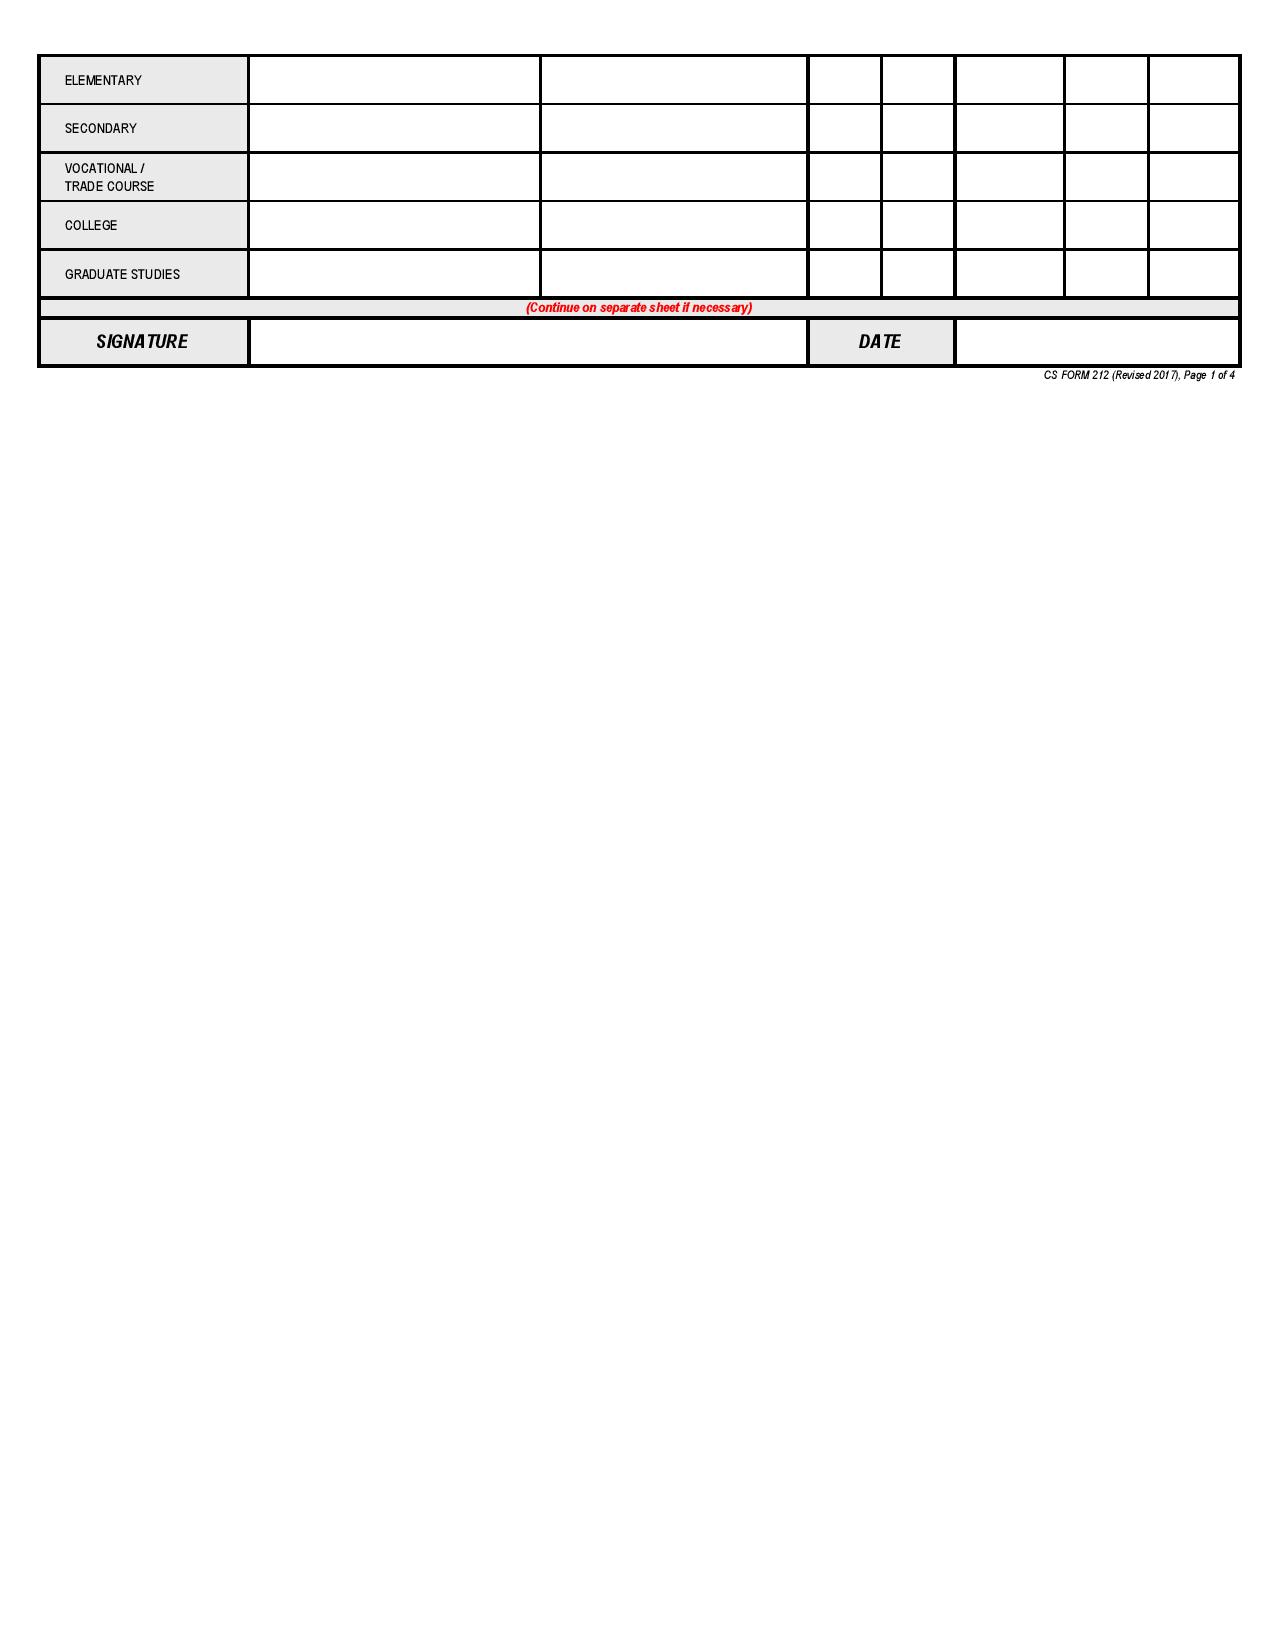 ELEMENTARY
SECONDARY
VOCATIONAL /
TRADE COURSE
COLLEGE
GRADUATE STUDIES
(Continue on separate sheet if necessary)
SIGNATURE
DATE
CS FORM 212 (Revised 2017), Page 1 of 4